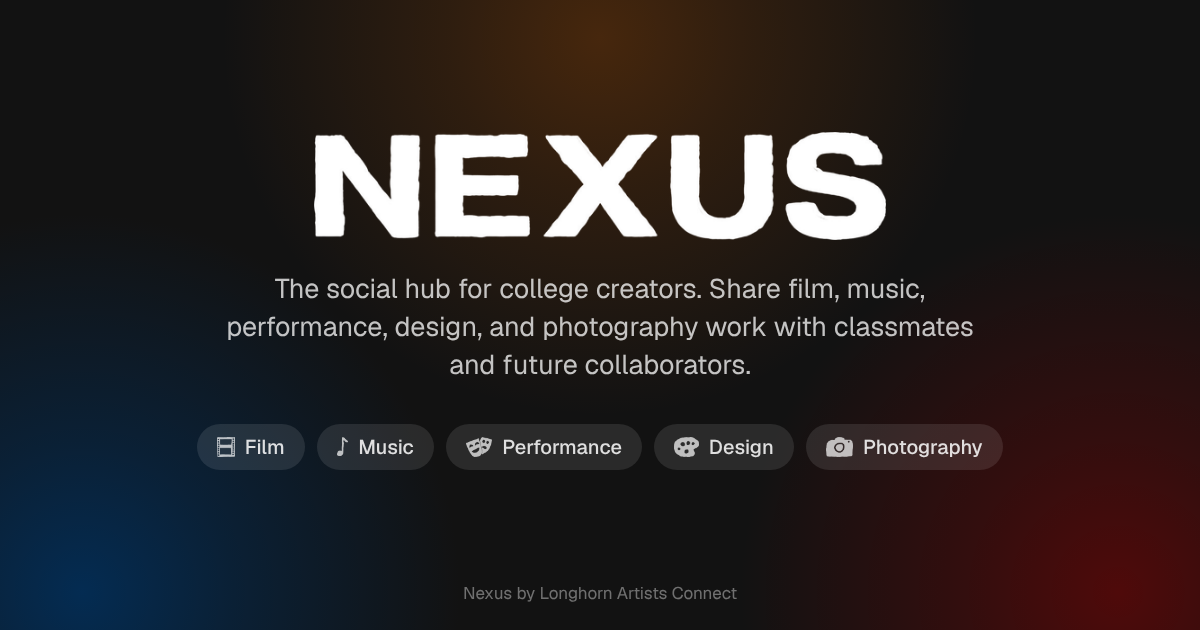 NEXUS
The social hub for college creators. Share film, music,
performance, design, and photography work with classmates
and future collaborators.
Film
Music
Performance
Design
Photography
Nexus by Longhorn Artists Connect